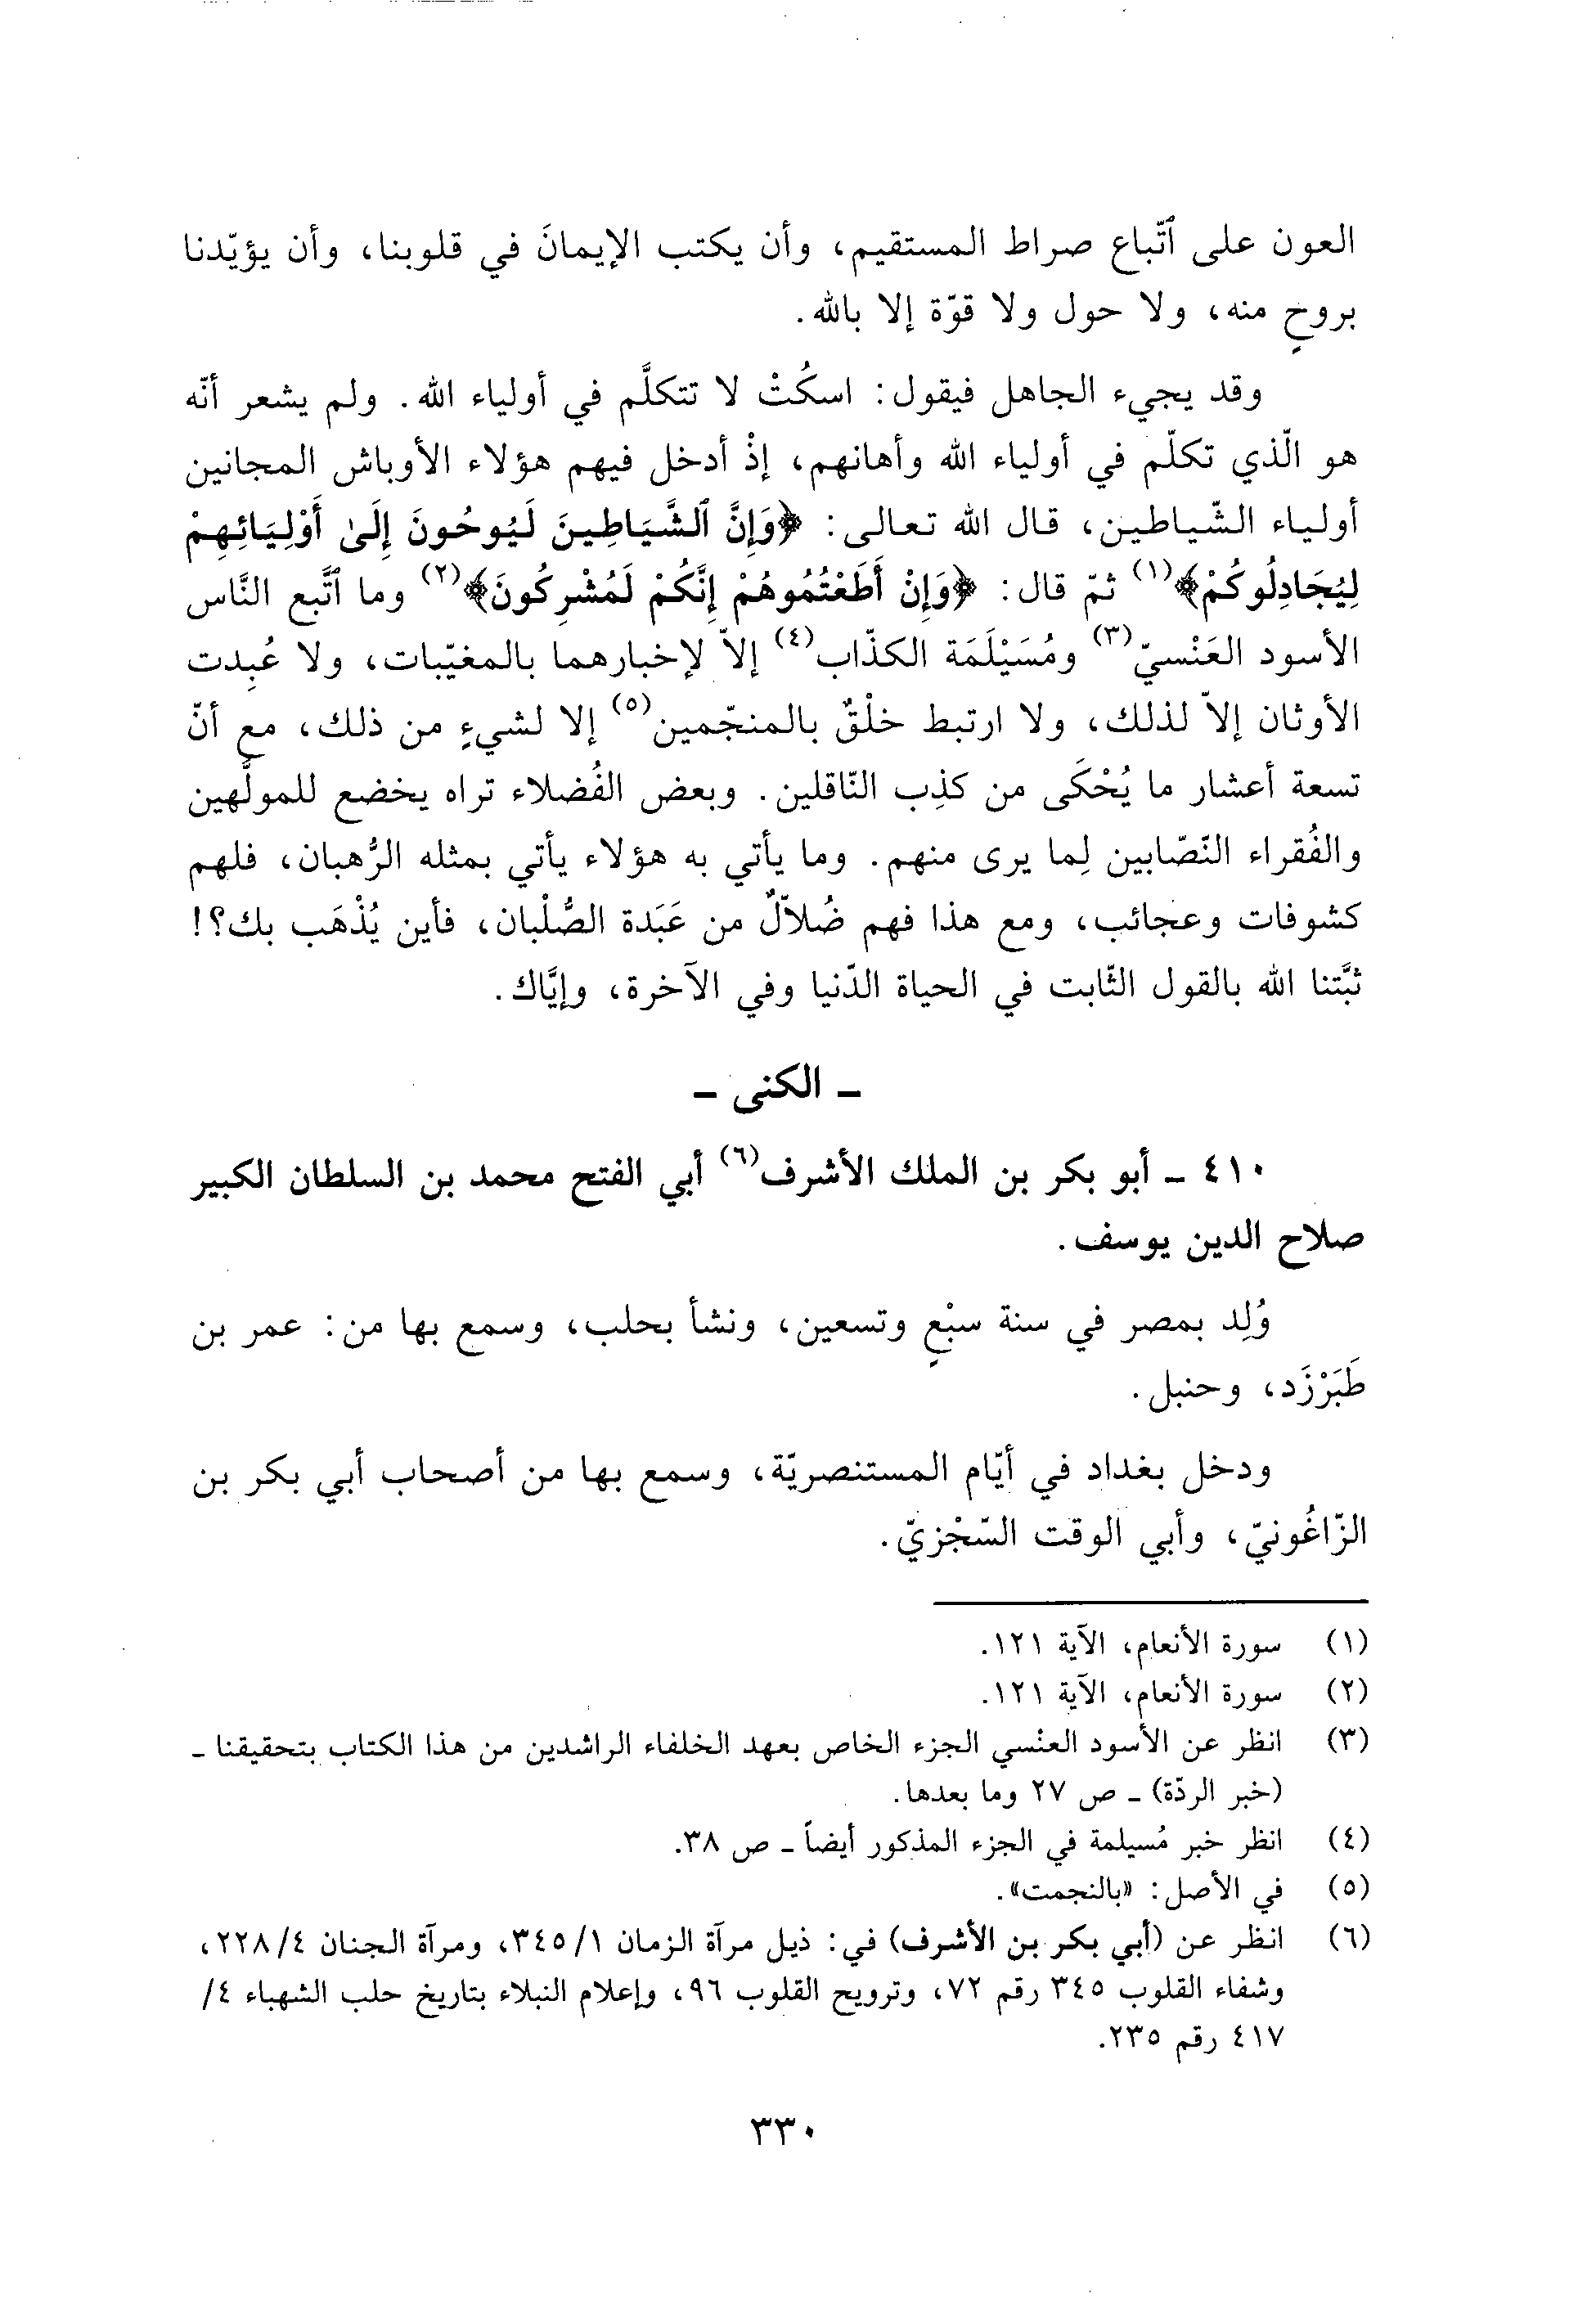 العون على ٱتّباع صراط المستقيم، وأن يكتب الإيمانَ في قلوبنا، وأن يؤيّدنا
بروحٍ منه، ولا حول ولا قوّة إلا بالله.
وقد يجيء الجاهل فيقول: اسكُتْ لا تتكلَّم في أولياء الله. ولم يشعر أنّه
هو الّذي تكلّم في أولياء الله وأهانهم، إذْ أدخل فيهم هؤلاء الأوباش المجانين
أولياء الشّياطين، قال الله تعالى: ﴿وَإِنَّ ٱلشَّيَاطِينَ لَيُوحُونَ إِلَىٰ أَوْلِيَائِهِمْ
لِيُجَادِلُوكُمْ﴾(١) ثمّ قال: ﴿وَإِنْ أَطَعْتُمُوهُمْ إِنَّكُمْ لَمُشْرِكُونَ﴾(٢) وما ٱتَّبع النَّاس
الأسود العَنْسيّ(٣) ومُسَيْلَمَة الكذّاب(٤) إلاّ لإخبارهما بالمغيّبات، ولا عُبِدت
الأوثان إلاّ لذلك، ولا ارتبط خلْقٌ بالمنجّمين(٥) إلا لشيءٍ من ذلك، مع أنّ
تسعة أعشار ما يُحْكَى من كذِب النّاقلين. وبعض الفُضلاء تراه يخضع للمولَّهين
والفُقراء النّصّابين لِما يرى منهم. وما يأتي به هؤلاء يأتي بمثله الرُّهبان، فلهم
كشوفات وعجائب، ومع هذا فهم ضُلاّلٌ من عَبَدة الصُّلْبان، فأين يُذْهَب بك؟!
ثبَّتنا الله بالقول الثّابت في الحياة الدّنيا وفي الآخرة، وإيَّاك.
ـ الكنى ـ
٤١٠ ـ أبو بكر بن الملك الأشرف(٦) أبي الفتح محمد بن السلطان الكبير
صلاح الدين يوسف.
وُلِد بمصر في سنة سبْعٍ وتسعين، ونشأ بحلب، وسمع بها من: عمر بن
طَبَرْزَد، وحنبل.
ودخل بغداد في أيّام المستنصريّة، وسمع بها من أصحاب أبي بكر بن
الزّاغُونيّ، وأبي الوقت السّجْزيّ.
(١) سورة الأنعام، الآية ١٢١.
(٢) سورة الأنعام، الآية ١٢١.
(٣) انظر عن الأسود العنْسي الجزء الخاص بعهد الخلفاء الراشدين من هذا الكتاب بتحقيقنا ـ
(خبر الردّة) ـ ص ٢٧ وما بعدها.
(٤) انظر خبر مُسيلمة في الجزء المذكور أيضاً ـ ص ٣٨.
(٥) في الأصل: «بالنجمت».
(٦) انظر عن (أبي بكر بن الأشرف) في: ذيل مرآة الزمان ١/٣٤٥، ومرآة الجنان ٤/٢٢٨،
وشفاء القلوب ٣٤٥ رقم ٧٢، وترويح القلوب ٩٦، وإعلام النبلاء بتاريخ حلب الشهباء ٤/
٤١٧ رقم ٢٣٥.
٣٣٠